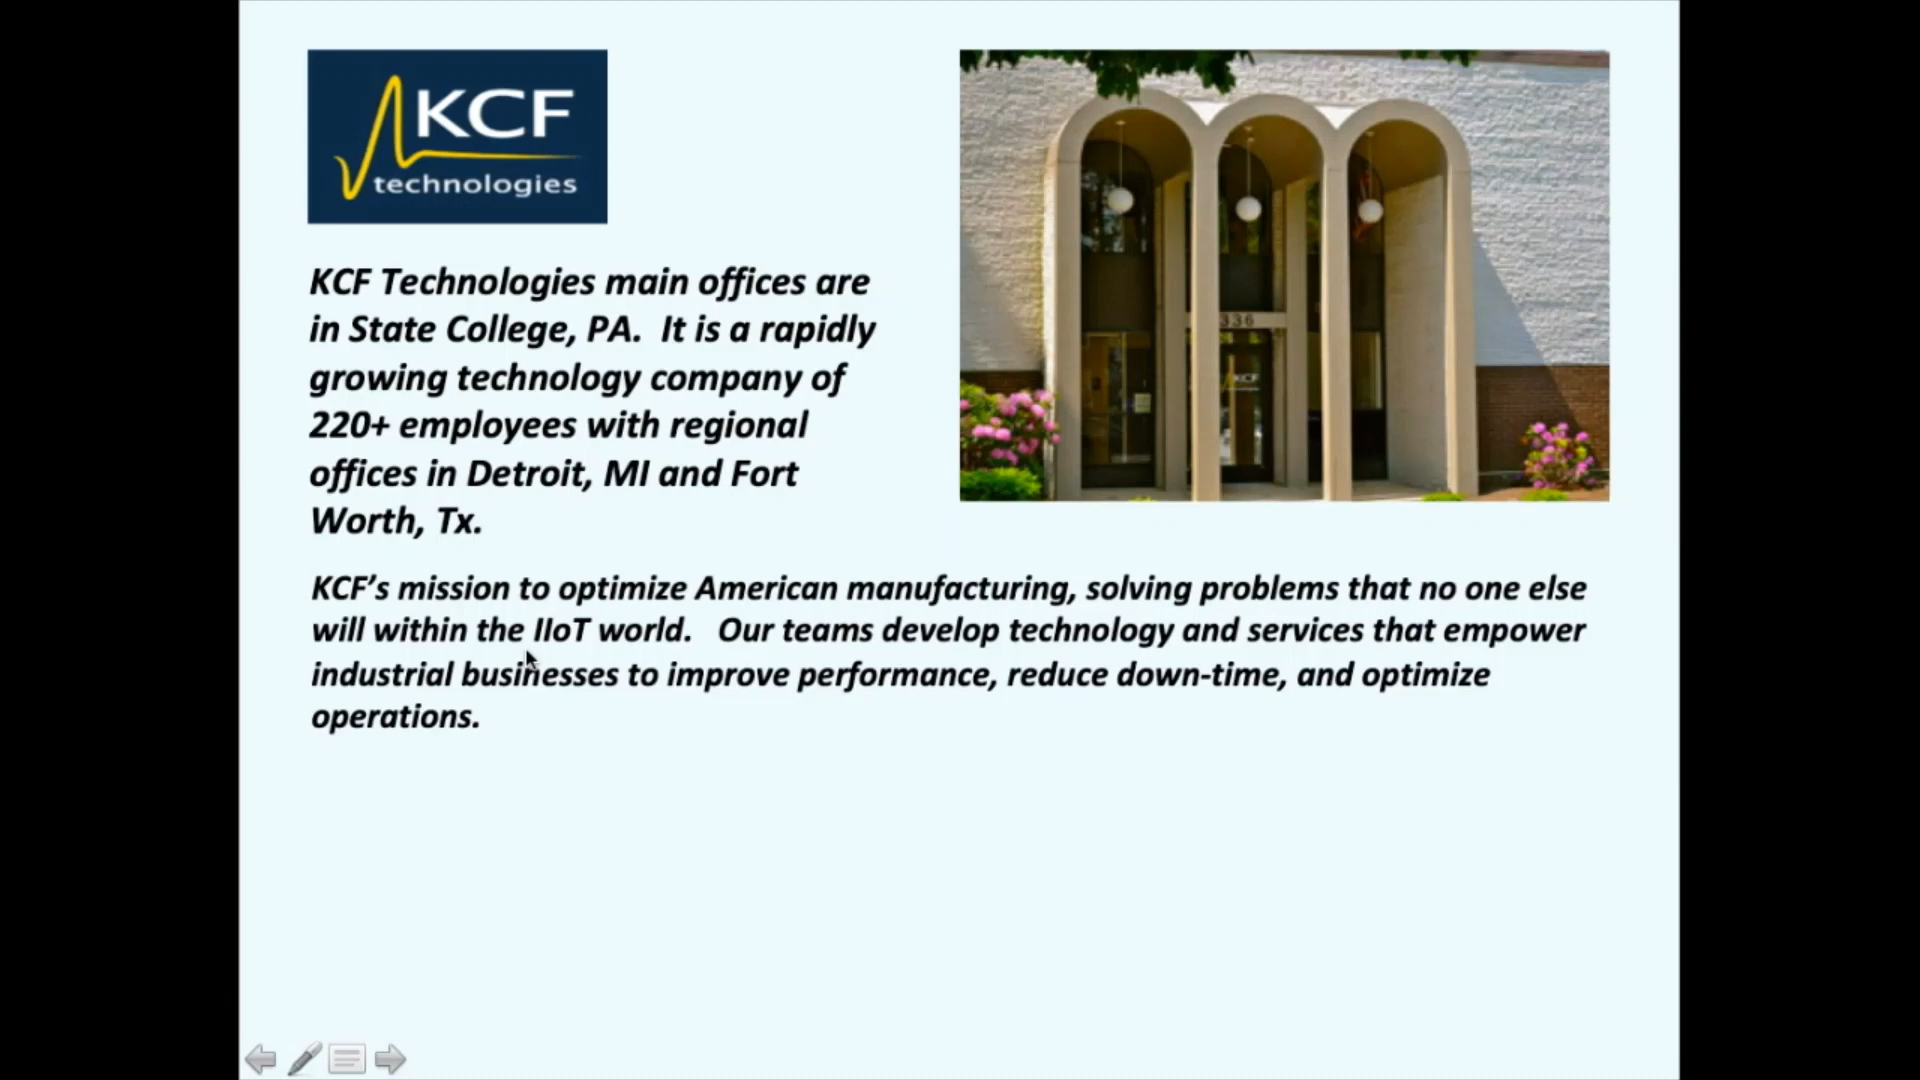 KCF
technologies
KCF Technologies main offices are
in State College, PA.  It is a rapidly
growing technology company of
220+ employees with regional
offices in Detroit, MI and Fort
Worth, Tx.
336
KCF
KCF’s mission to optimize American manufacturing, solving problems that no one else
will within the IIoT world.   Our teams develop technology and services that empower
industrial businesses to improve performance, reduce down-time, and optimize
operations.